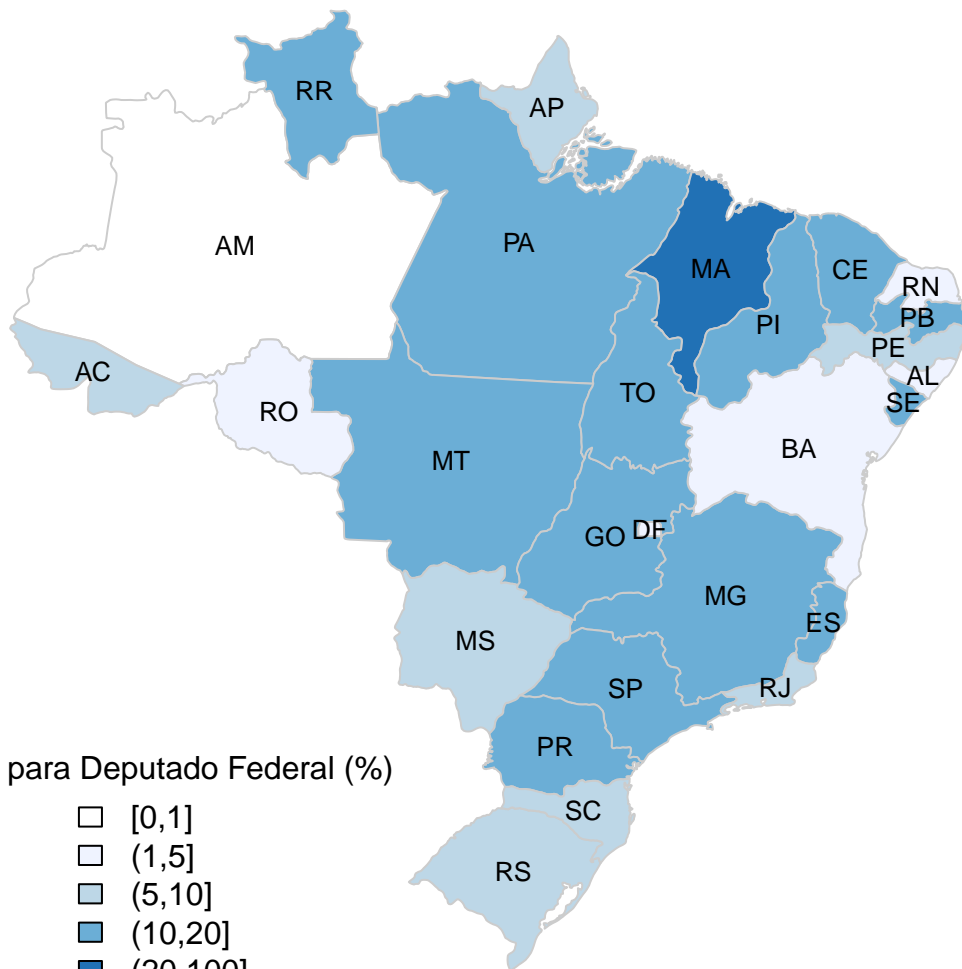 RR
AP
AM
PA
MA
CE
RN
PB
PI
PE
AC
AL
TO
SE
RO
BA
MT
DF
GO
MG
ES
MS
SP
RJ
PR
SC
RS
para Deputado Federal (%)
[0,1]
(1,5]
(5,10]
(10,20]
(20,100]